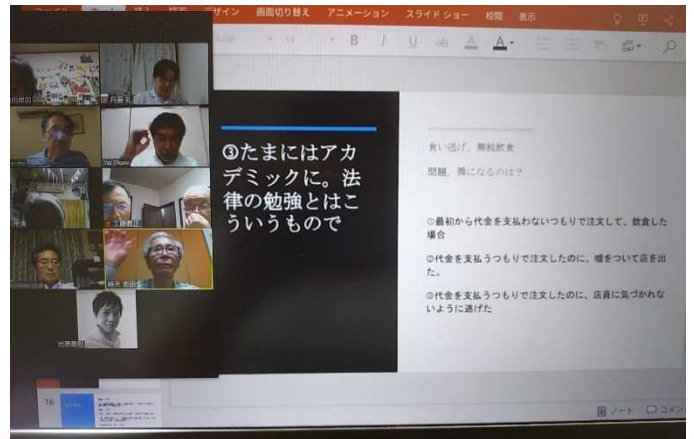 デザイン 画面切り替え アニメーション スライド ショー 校閲 表示
B I U ab A A
③たまにはアカ
デミックに。法
律の勉強とはこ
ういうもので
食い逃げ、無銭飲食
問題、罪になるのは？
①最初から代金を支払わないつもりで注文して、飲食した
場合
②代金を支払うつもりで注文したのに、嘘をついて店を出
た。
③代金を支払うつもりで注文したのに、店員に気づかれな
いように逃げた
Yaz Okano
工藤義正
16
ノート コメン